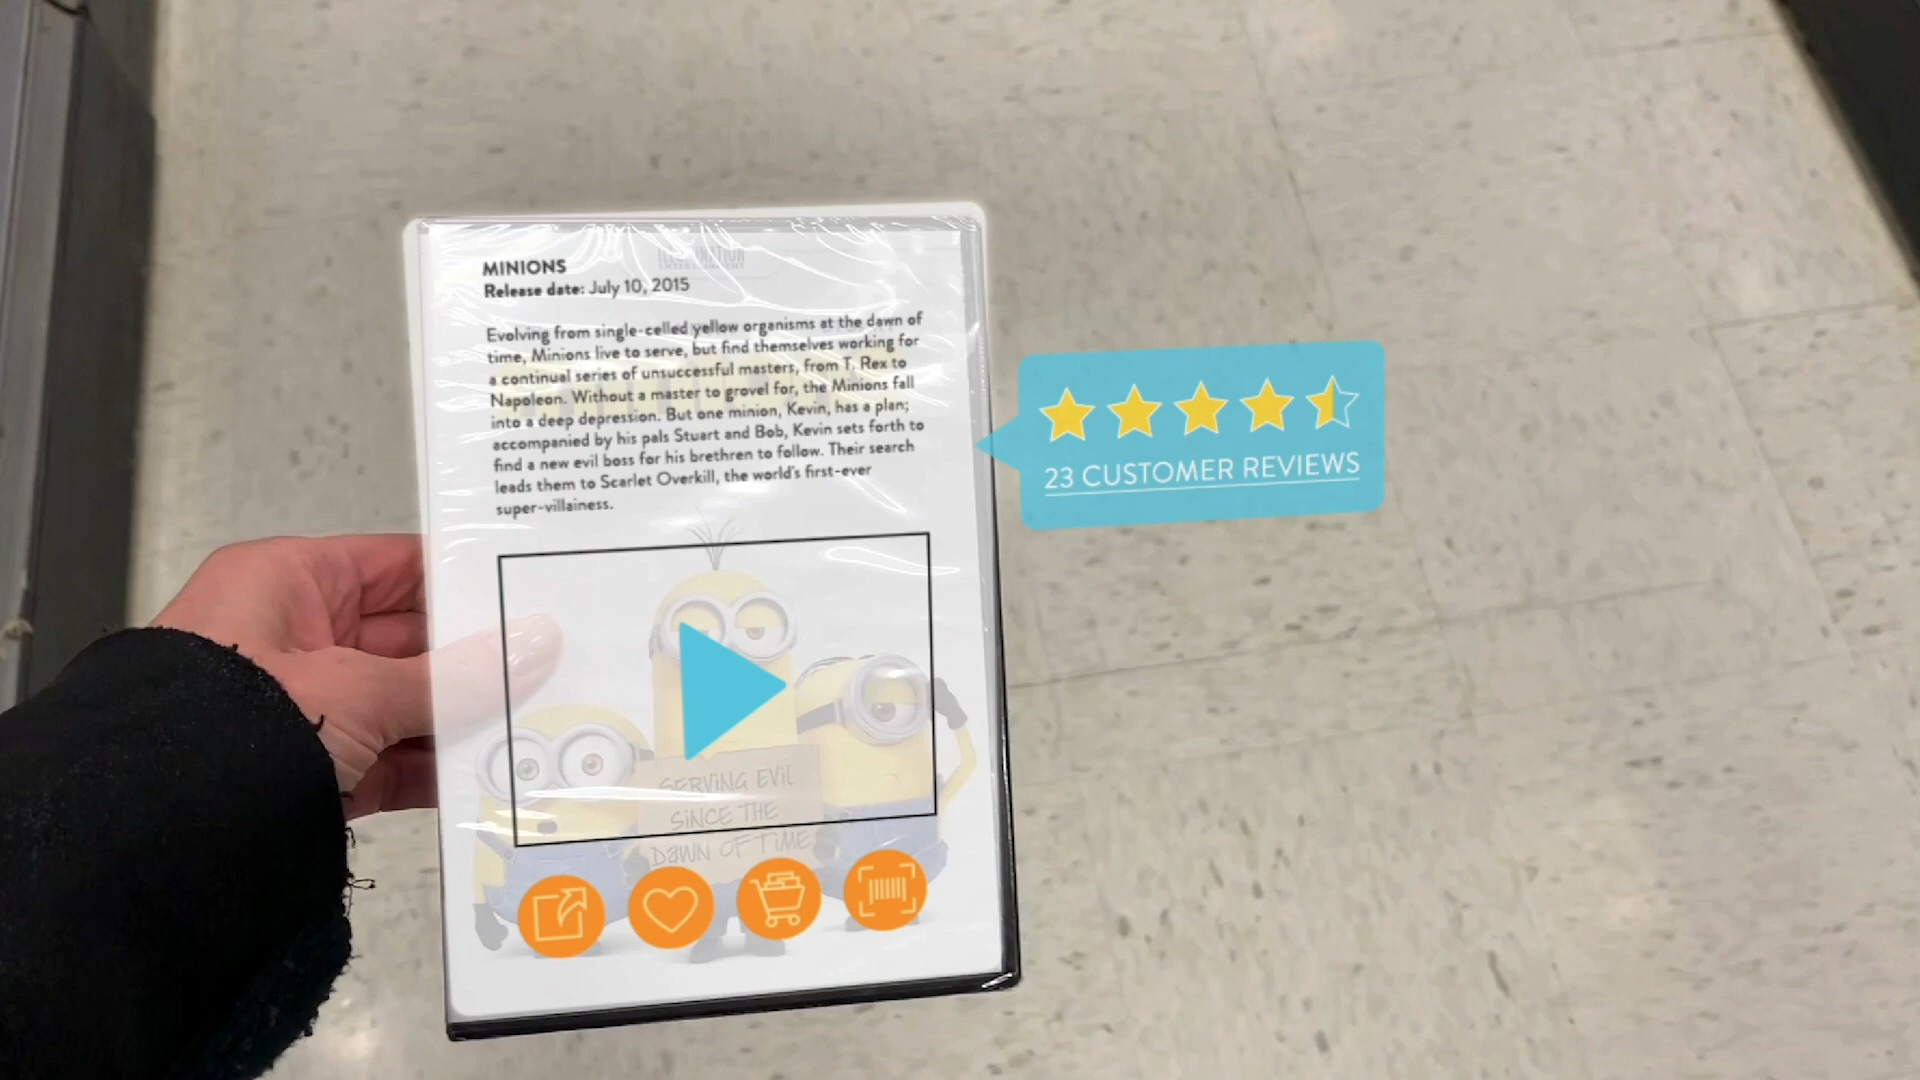 MINIONS
Release date: July 10, 2015
Evolving from single-celled yellow organisms at the dawn of
time, Minions live to serve, but find themselves working for
a continual series of unsuccessful masters, from T. Rex to
Napoleon. Without a master to grovel for, the Minions fall
into a deep depression. But one minion, Kevin, has a plan;
accompanied by his pals Stuart and Bob, Kevin sets forth to
find a new evil boss for his brethren to follow. Their search
leads them to Scarlet Overkill, the world's first-ever
super-villainess.
23 CUSTOMER REVIEWS
SERVING EVIL
SINCE THE
DAWN OF TIME